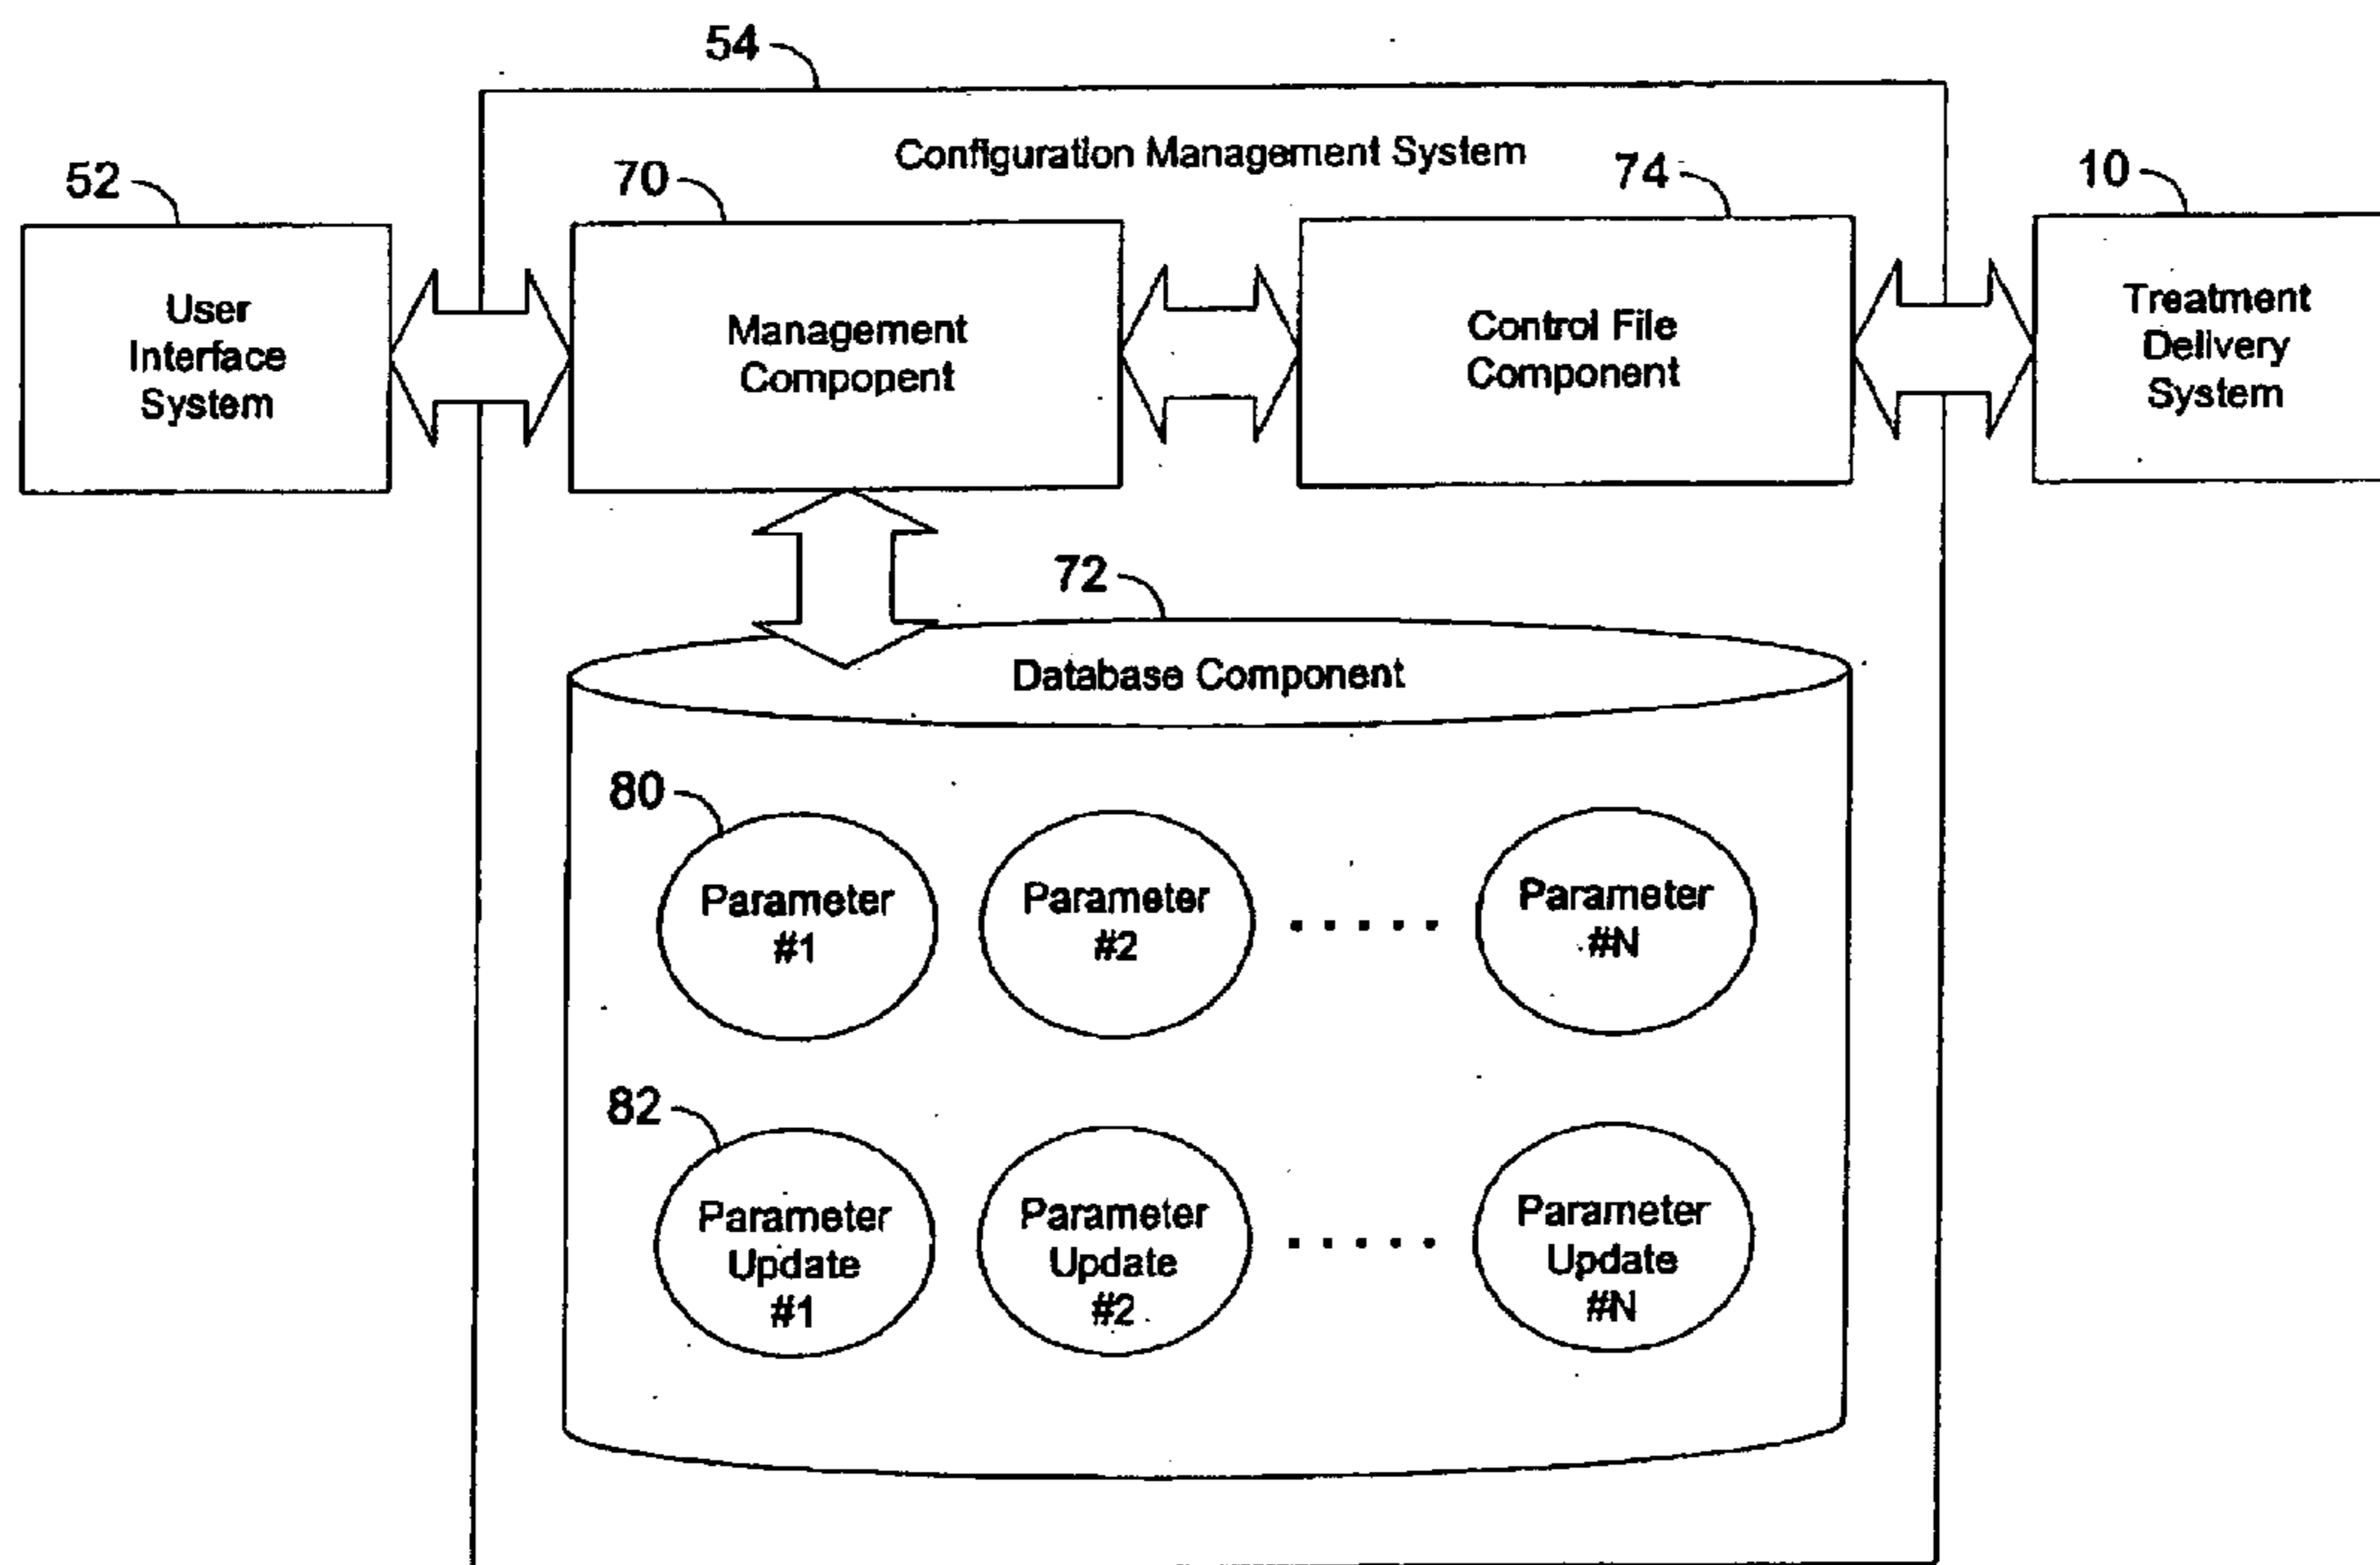 54
Configuration Management System
52
70
74
10
User
Interface
System
Management
Component
Control File
Component
Treatment
Delivery
System
72
Database Component
80
Parameter
#1
Parameter
#2
Parameter
#N
82
Parameter
Update
#1
Parameter
Update
#2
Parameter
Update
#N